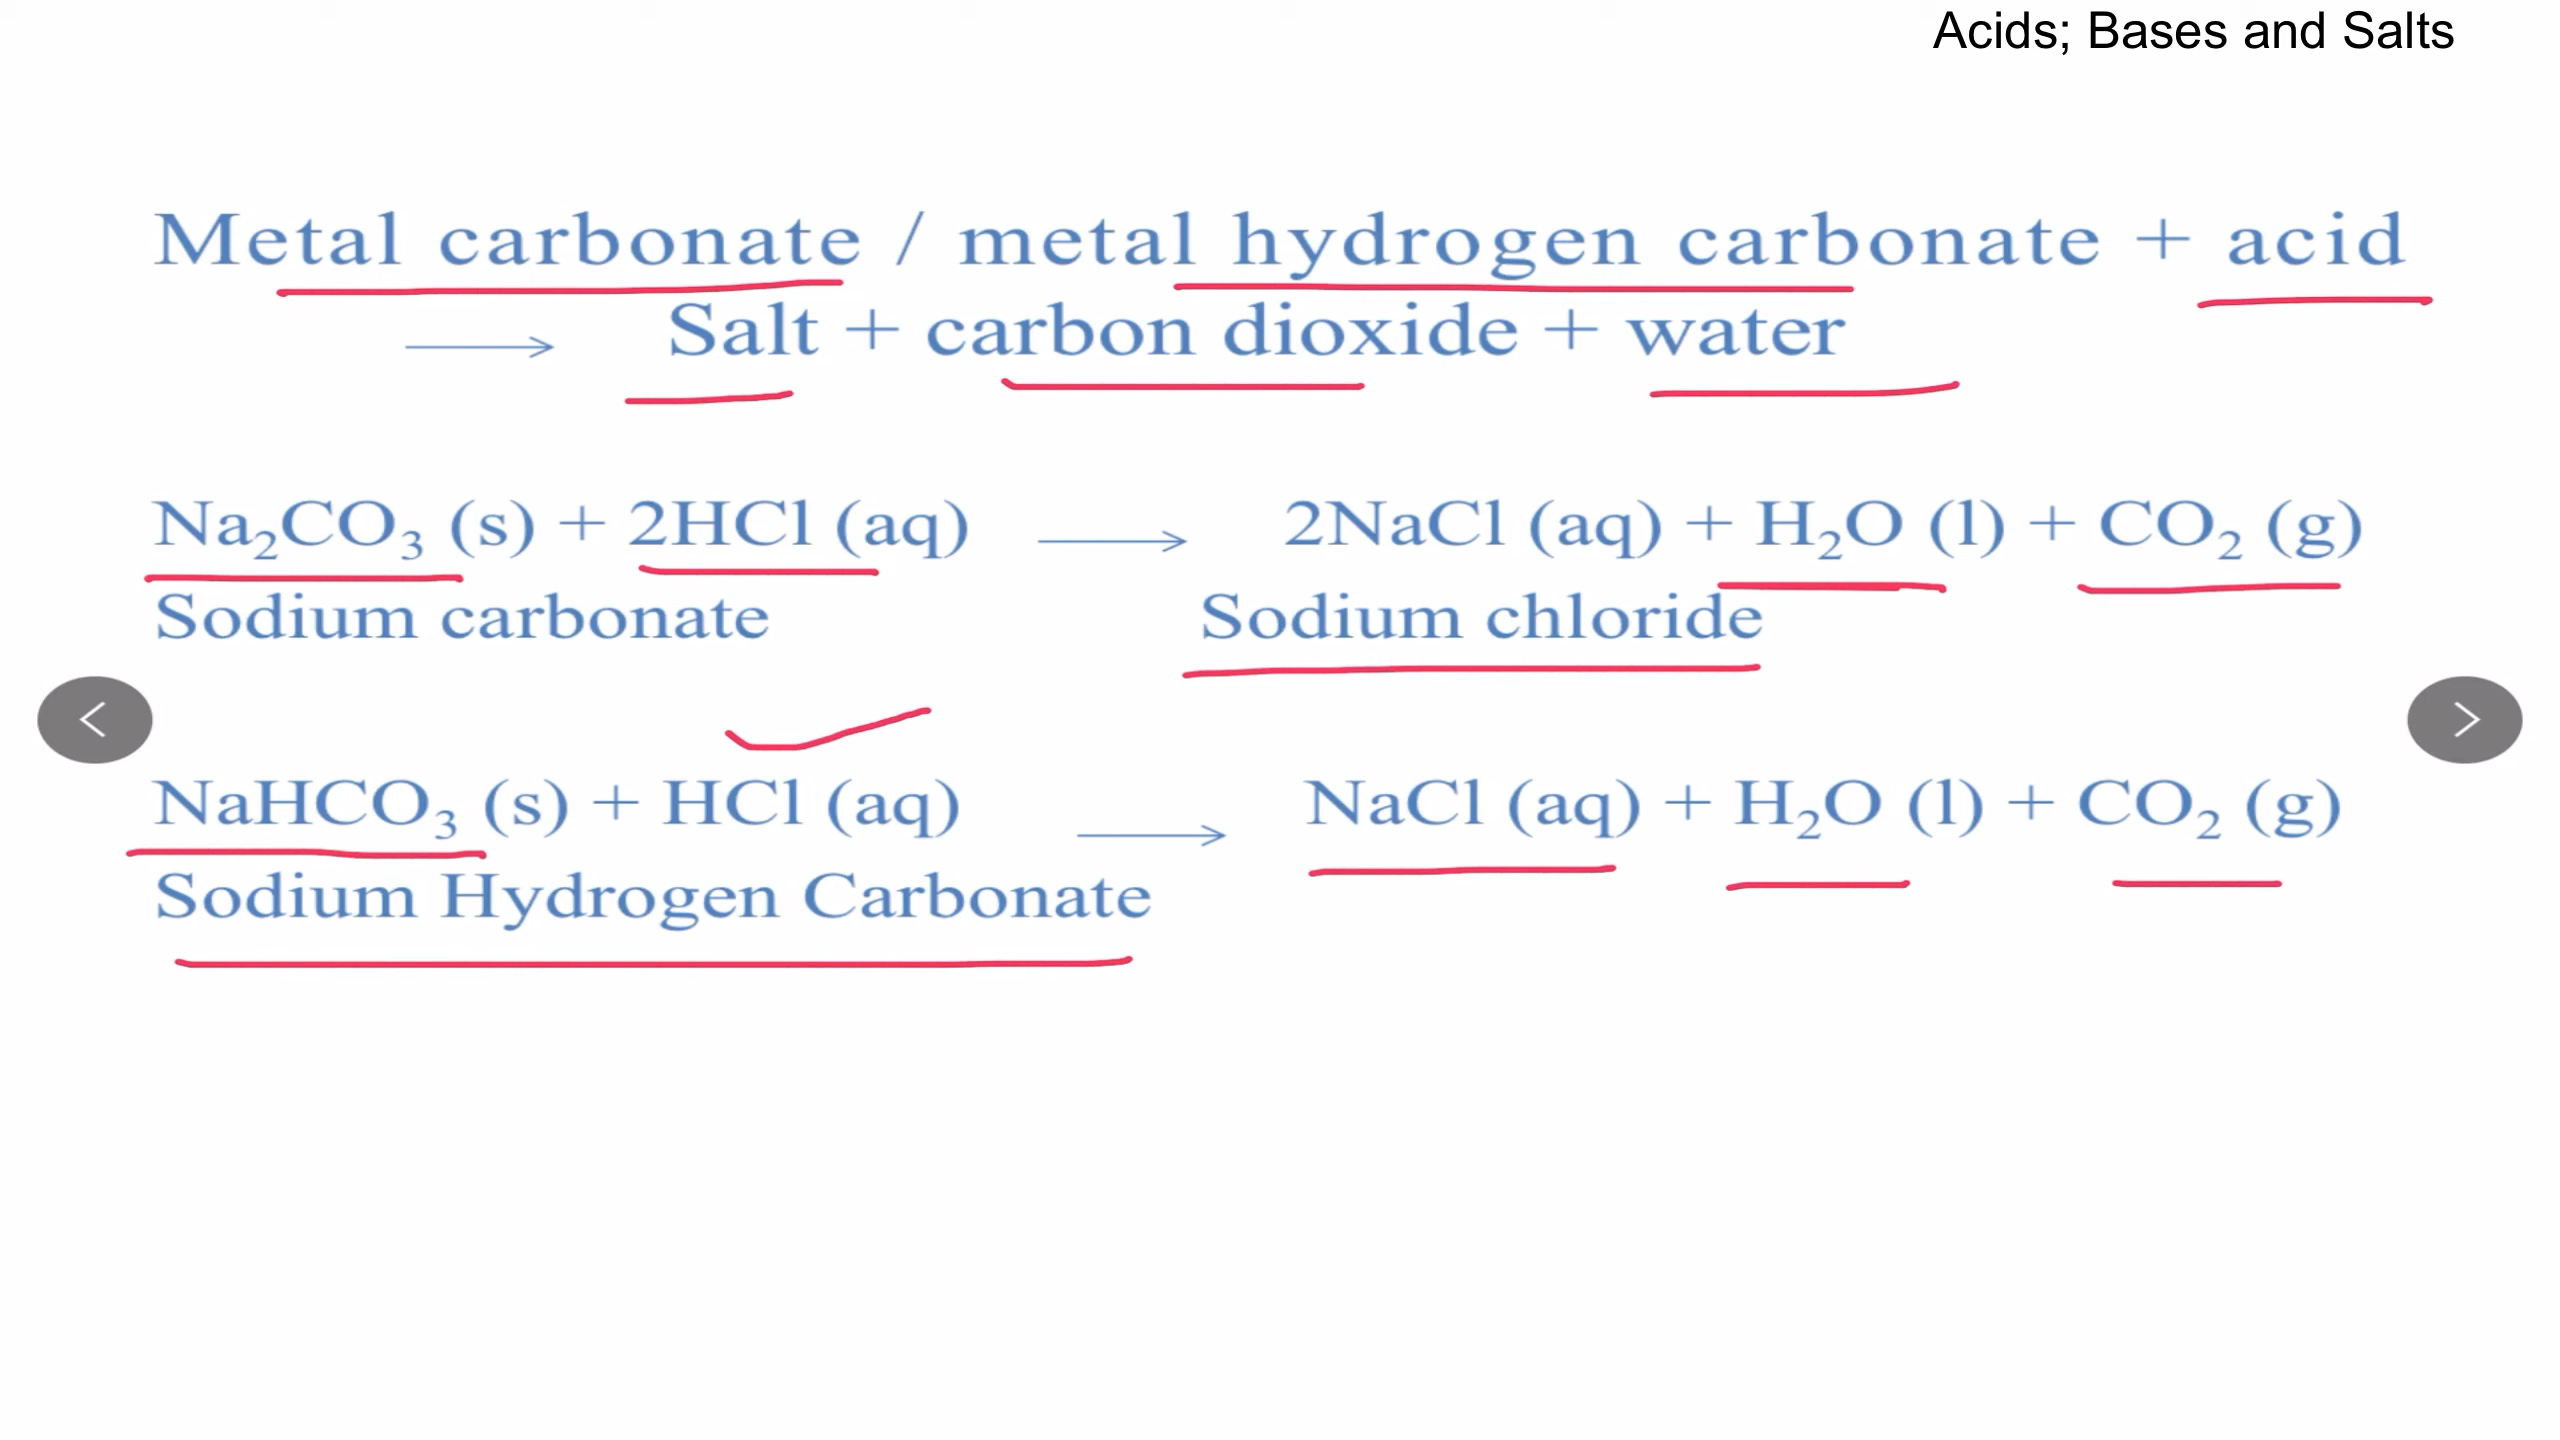 Acids; Bases and Salts
Metal carbonate / metal hydrogen carbonate + acid
⟶ Salt + carbon dioxide + water
Na₂CO₃ (s) + 2HCl (aq) ⟶ 2NaCl (aq) + H₂O (l) + CO₂ (g)
Sodium carbonate Sodium chloride
NaHCO₃ (s) + HCl (aq) ⟶ NaCl (aq) + H₂O (l) + CO₂ (g)
Sodium Hydrogen Carbonate